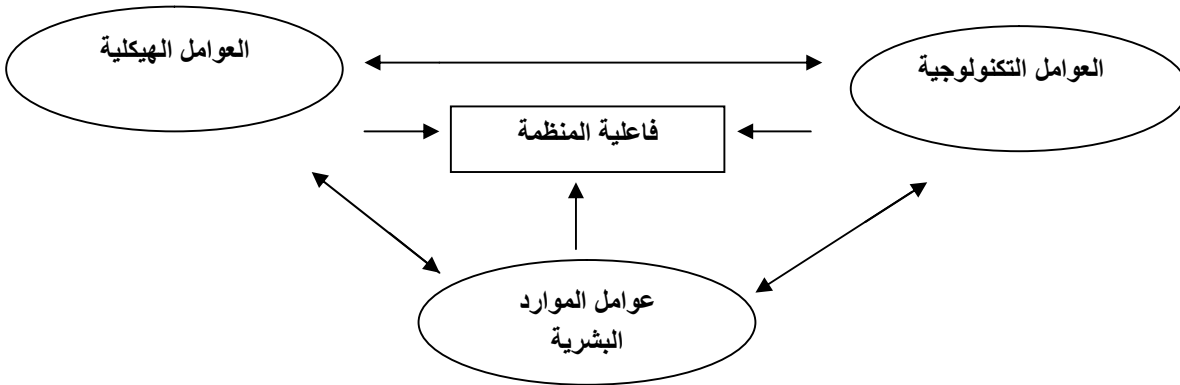 العوامل التكنولوجية
العوامل الهيكلية
فاعلية المنظمة
عوامل الموارد
البشرية